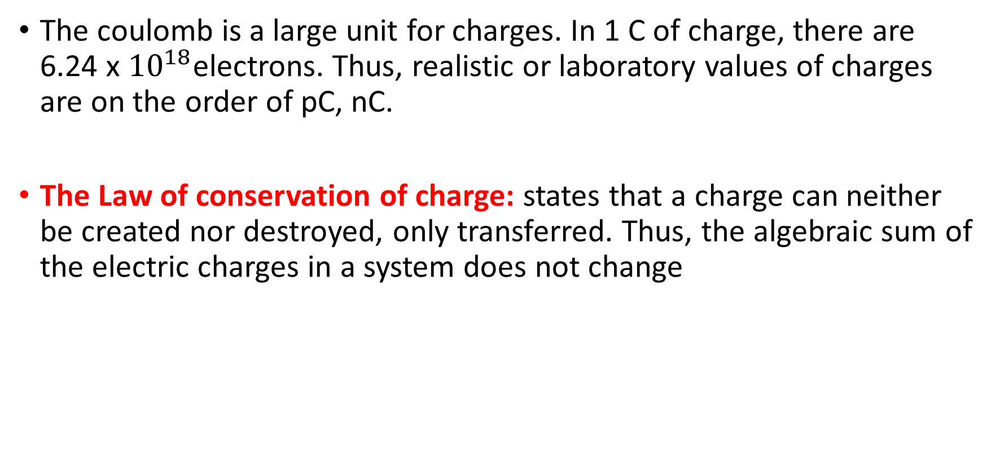 • The coulomb is a large unit for charges. In 1 C of charge, there are
6.24 x 10¹⁸ electrons. Thus, realistic or laboratory values of charges
are on the order of pC, nC.
• The Law of conservation of charge: states that a charge can neither
be created nor destroyed, only transferred. Thus, the algebraic sum of
the electric charges in a system does not change